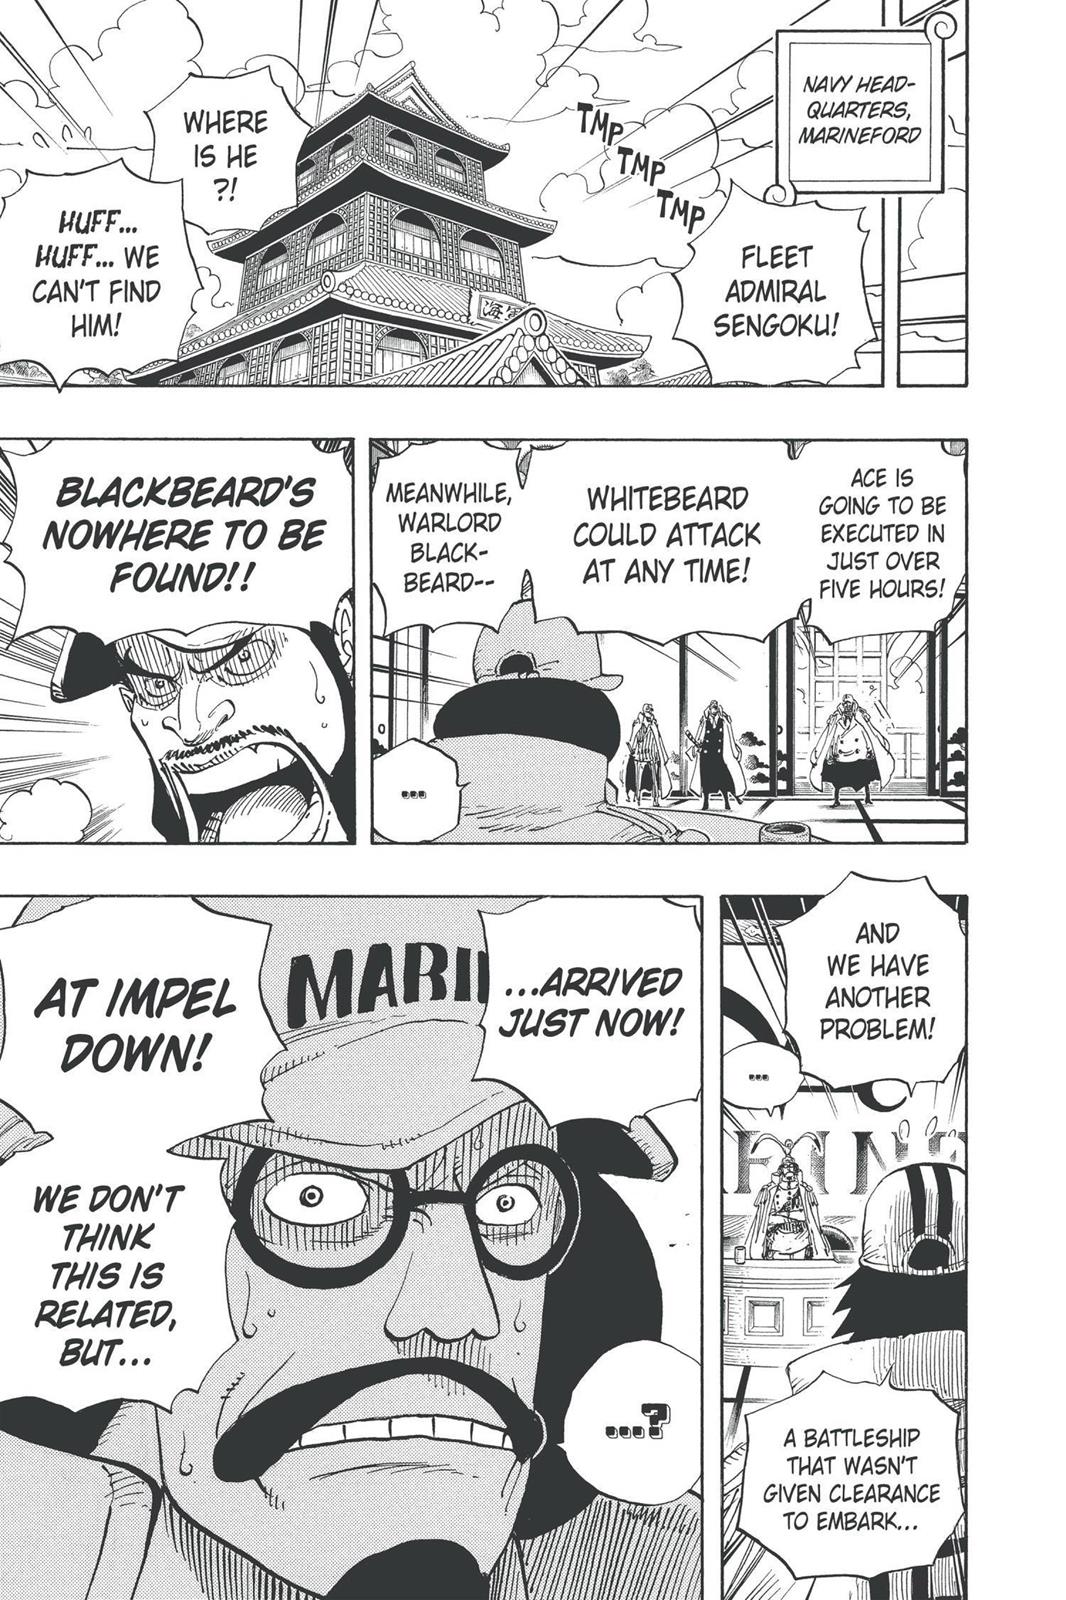 NAVY HEAD-
QUARTERS,
MARINEFORD
TMP
TMP
TMP
FLEET
ADMIRAL
SENGOKU!
WHERE
IS HE
?!
HUFF...
HUFF... WE
CAN'T FIND
HIM!
海軍
ACE IS
GOING TO BE
EXECUTED IN
JUST OVER
FIVE HOURS!
WHITEBEARD
COULD ATTACK
AT ANY TIME!
MEANWHILE,
WARLORD
BLACK-
BEARD--
...
BLACKBEARD'S
NOWHERE TO BE
FOUND!!
AND
WE HAVE
ANOTHER
PROBLEM!
...
A BATTLESHIP
THAT WASN'T
GIVEN CLEARANCE
TO EMBARK...
...ARRIVED
JUST NOW!
MARIN
AT IMPEL
DOWN!
WE DON'T
THINK
THIS IS
RELATED,
BUT...
...?